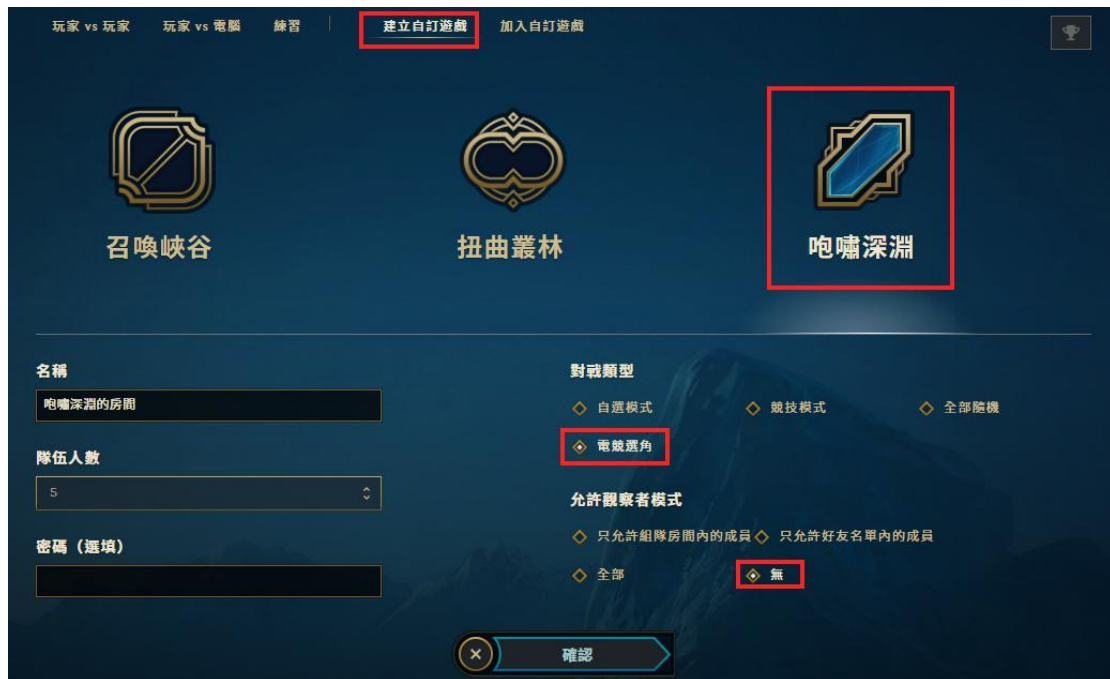 玩家 vs 玩家 玩家 vs 電腦 練習 建立自訂遊戲 加入自訂遊戲
召喚峽谷 扭曲叢林 咆嘯深淵
名稱
咆嘯深淵的房間
隊伍人數
5
密碼（選填）
對戰類型
自選模式 競技模式 全部隨機
電競選角
允許觀察者模式
只允許組隊房間內的成員 只允許好友名單內的成員
全部 無
確認